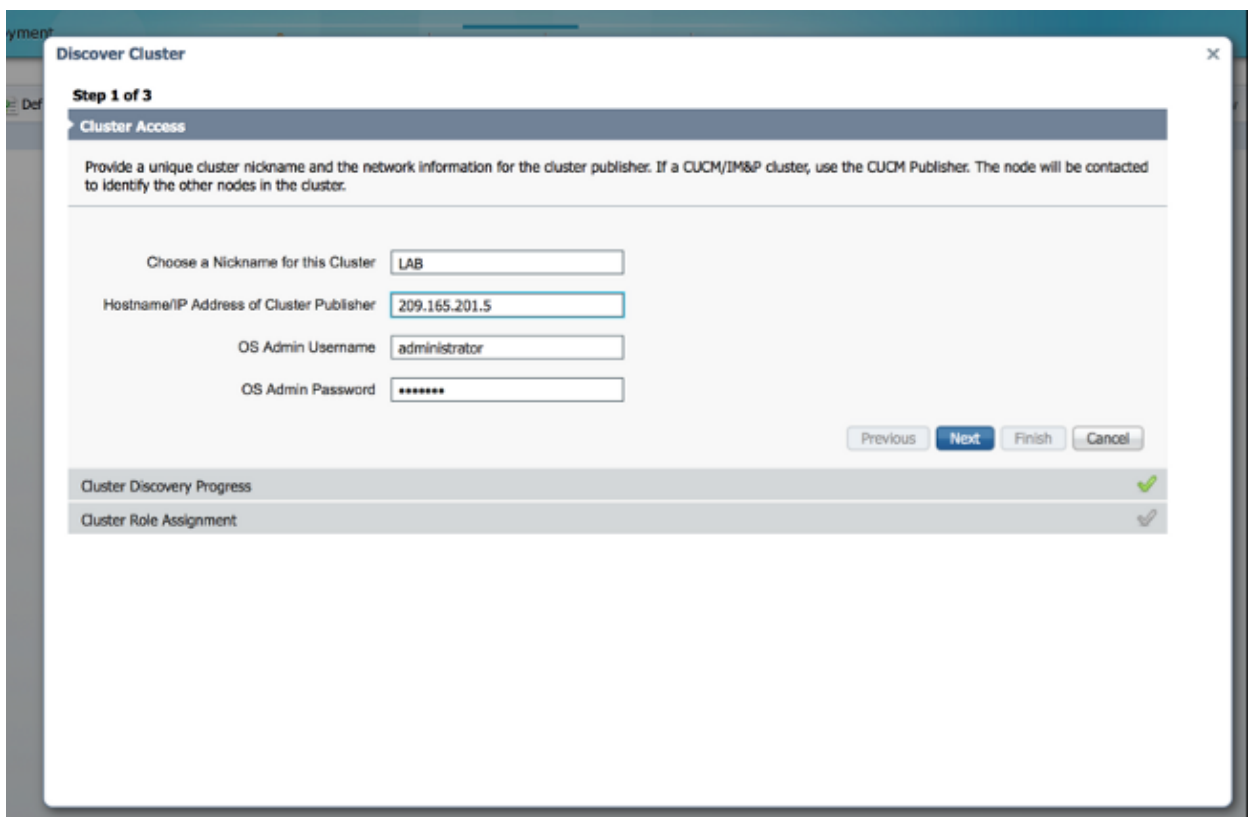 Discover Cluster
Step 1 of 3
Cluster Access
Provide a unique cluster nickname and the network information for the cluster publisher. If a CUCM/IM&P cluster, use the CUCM Publisher. The node will be contacted
to identify the other nodes in the cluster.
Choose a Nickname for this Cluster LAB
Hostname/IP Address of Cluster Publisher 209.165.201.5
OS Admin Username administrator
OS Admin Password •••••••
Previous Next Finish Cancel
Cluster Discovery Progress
Cluster Role Assignment